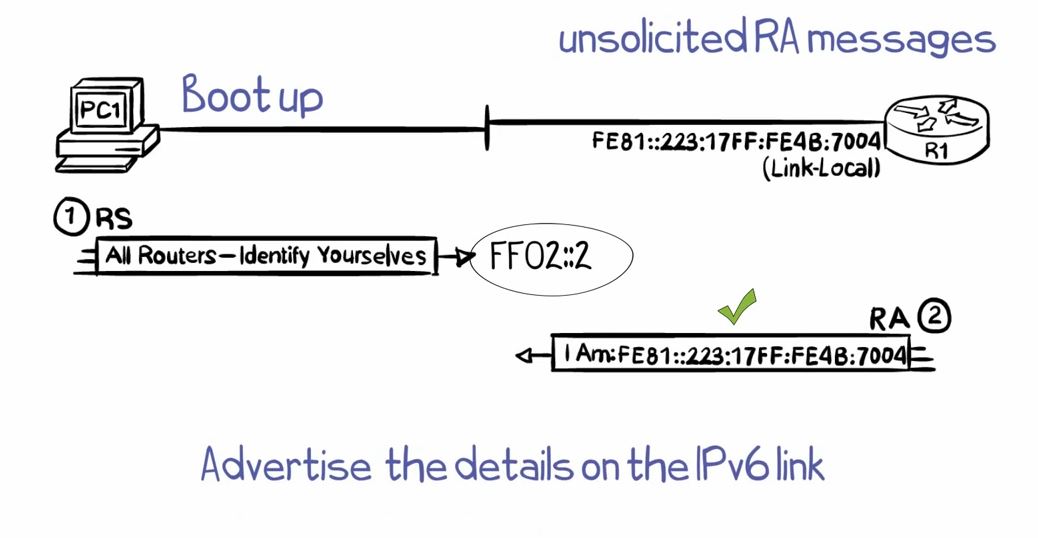 unsolicited RA messages
PC1
Boot up
FE81::223:17FF:FE4B:7004
(Link-Local)
R1
1 RS
All Routers–Identify Yourselves
FF02::2
RA 2
I Am:FE81::223:17FF:FE4B:7004
Advertise the details on the IPv6 link